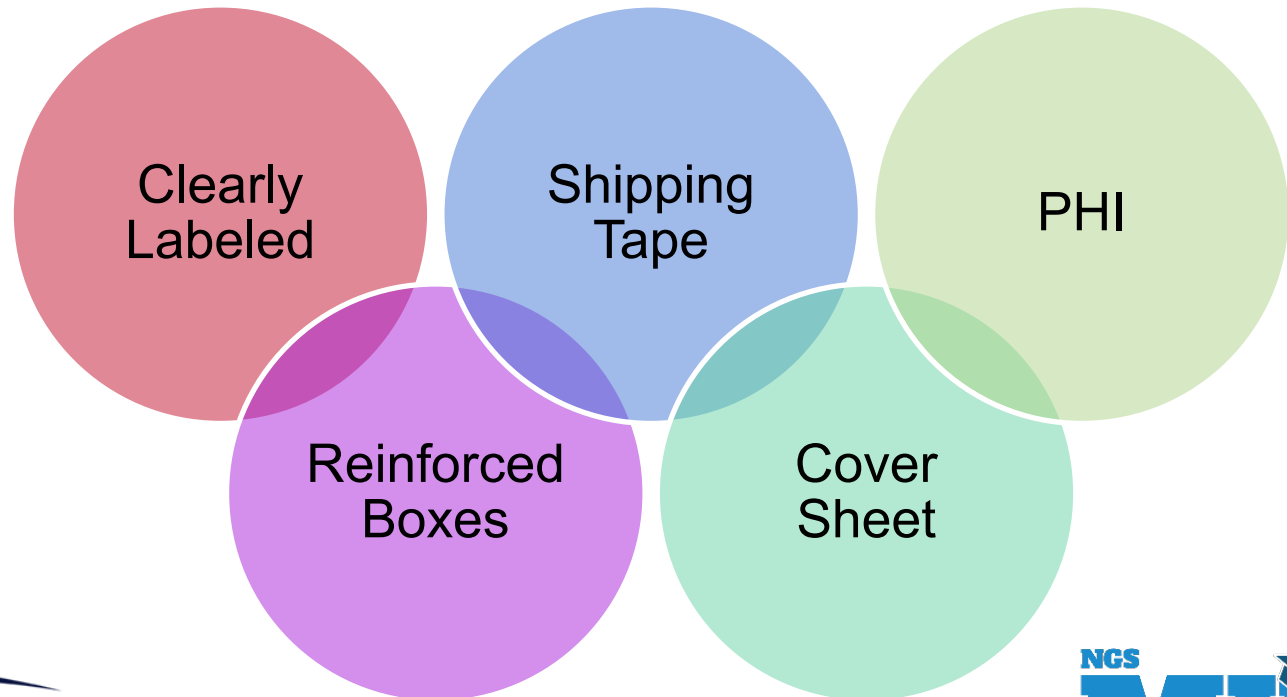 Clearly
Labeled
Shipping
Tape
PHI
Reinforced
Boxes
Cover
Sheet
NGS